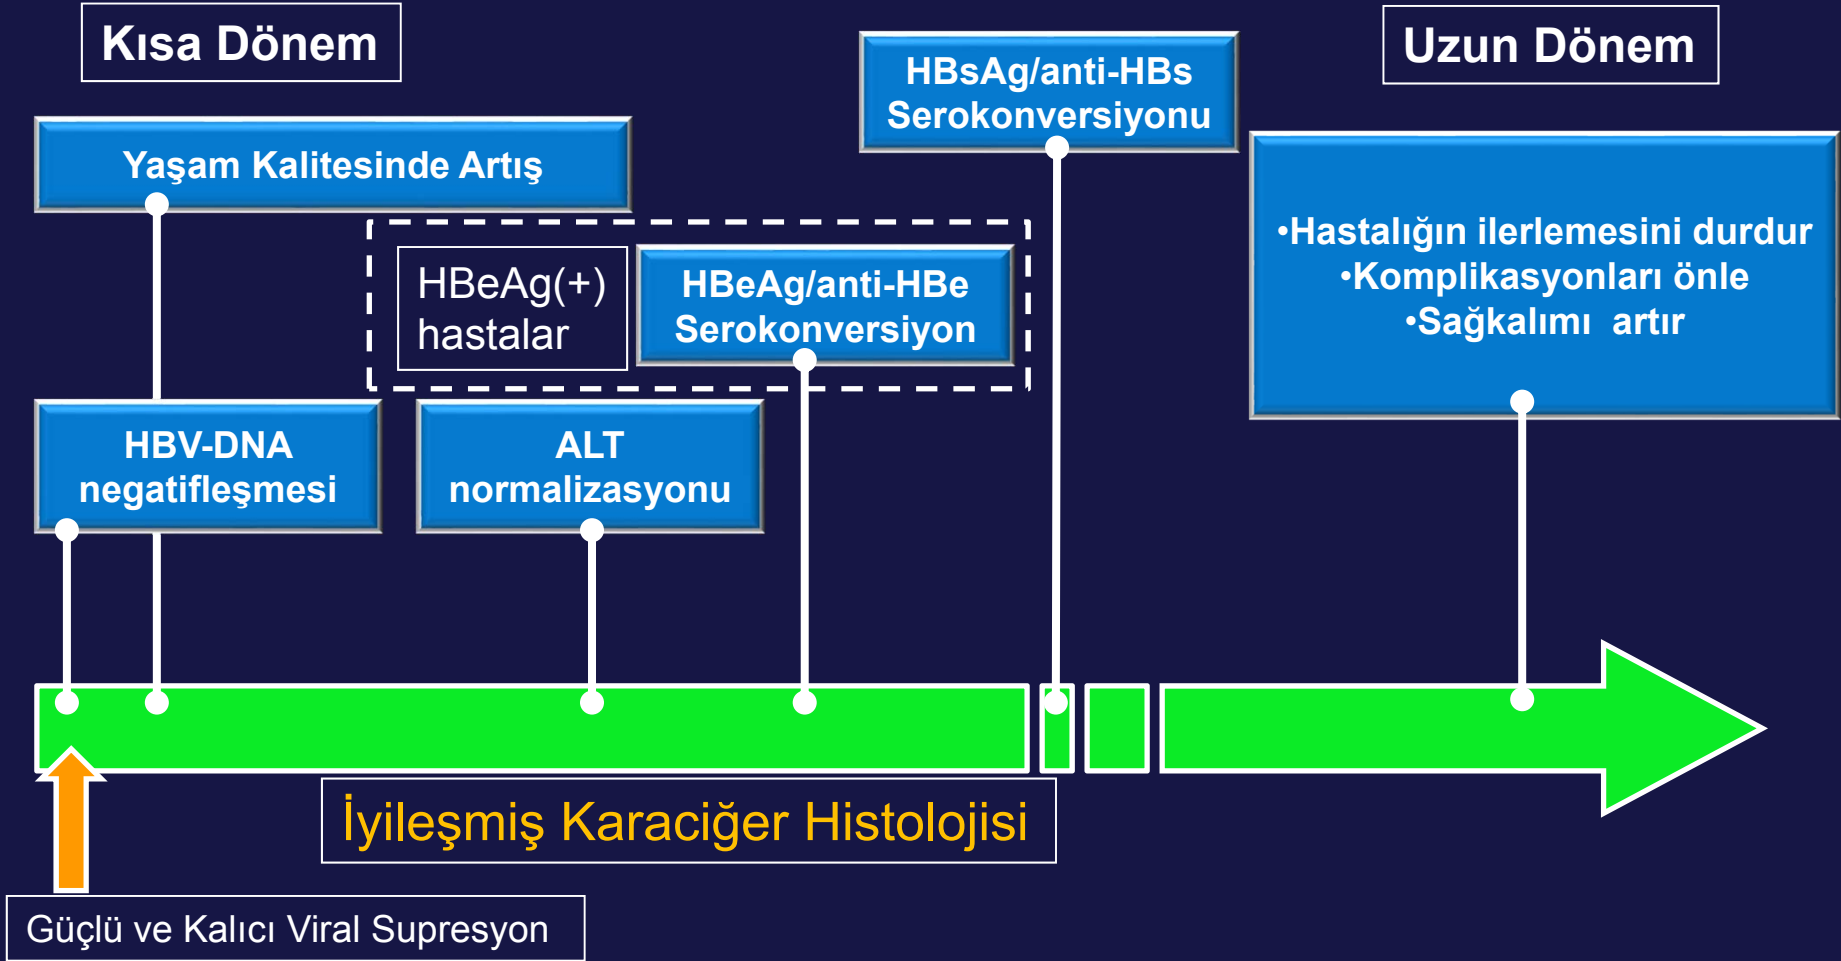 Kısa Dönem
HBsAg/anti-HBs
Serokonversiyonu
Uzun Dönem
Yaşam Kalitesinde Artış
HBeAg(+)
hastalar
HBeAg/anti-HBe
Serokonversiyon
•Hastalığın ilerlemesini durdur
•Komplikasyonları önle
•Sağkalımı artır
HBV-DNA
negatifleşmesi
ALT
normalizasyonu
İyileşmiş Karaciğer Histolojisi
Güçlü ve Kalıcı Viral Supresyon